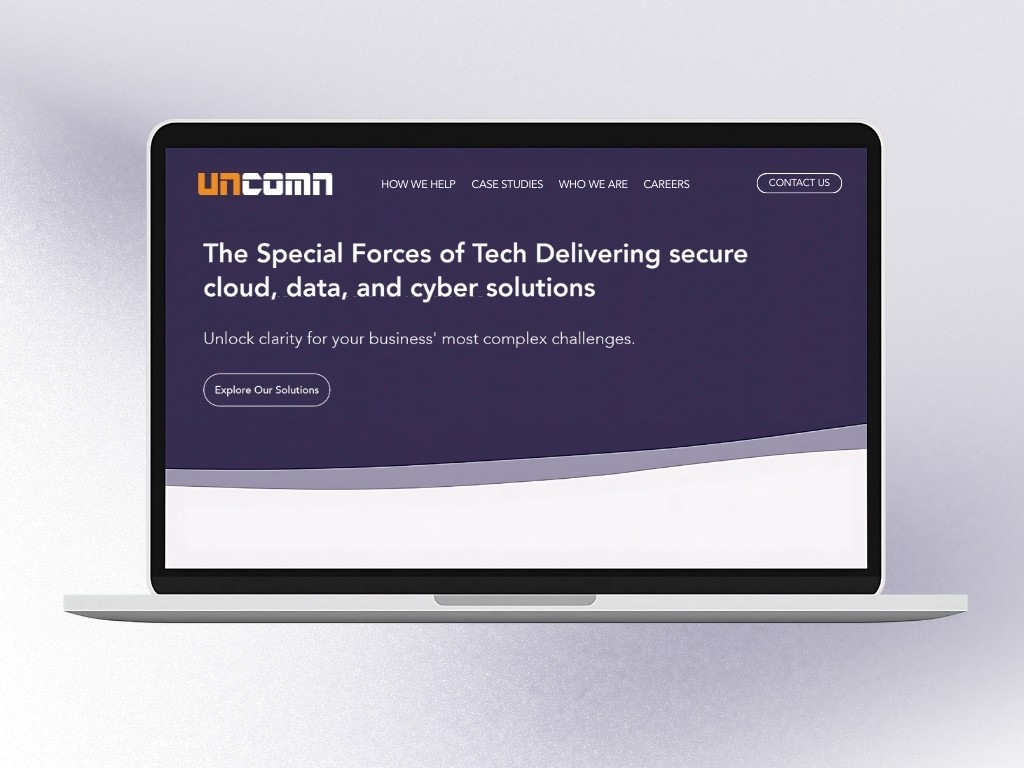 uncomn
HOW WE HELP CASE STUDIES WHO WE ARE CAREERS CONTACT US
The Special Forces of Tech Delivering secure
cloud, data, and cyber solutions
Unlock clarity for your business' most complex challenges.
Explore Our Solutions